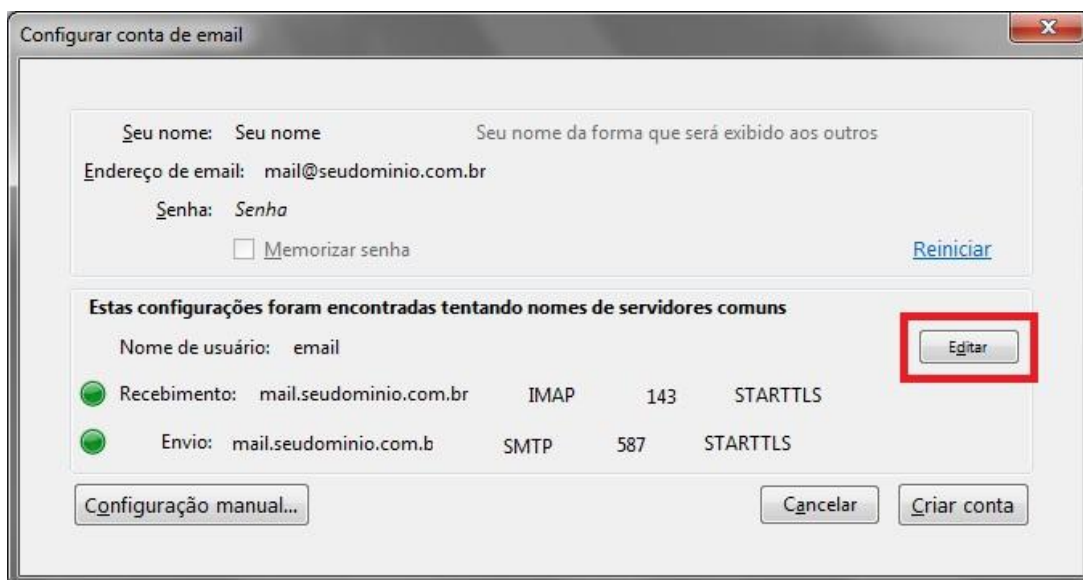 Configurar conta de email
x
Seu nome: Seu nome Seu nome da forma que será exibido aos outros
Endereço de email: mail@seudominio.com.br
Senha: Senha
Memorizar senha Reiniciar
Estas configurações foram encontradas tentando nomes de servidores comuns
Nome de usuário: email Editar
Recebimento: mail.seudominio.com.br IMAP 143 STARTTLS
Envio: mail.seudominio.com.b SMTP 587 STARTTLS
Configuração manual... Cancelar Criar conta